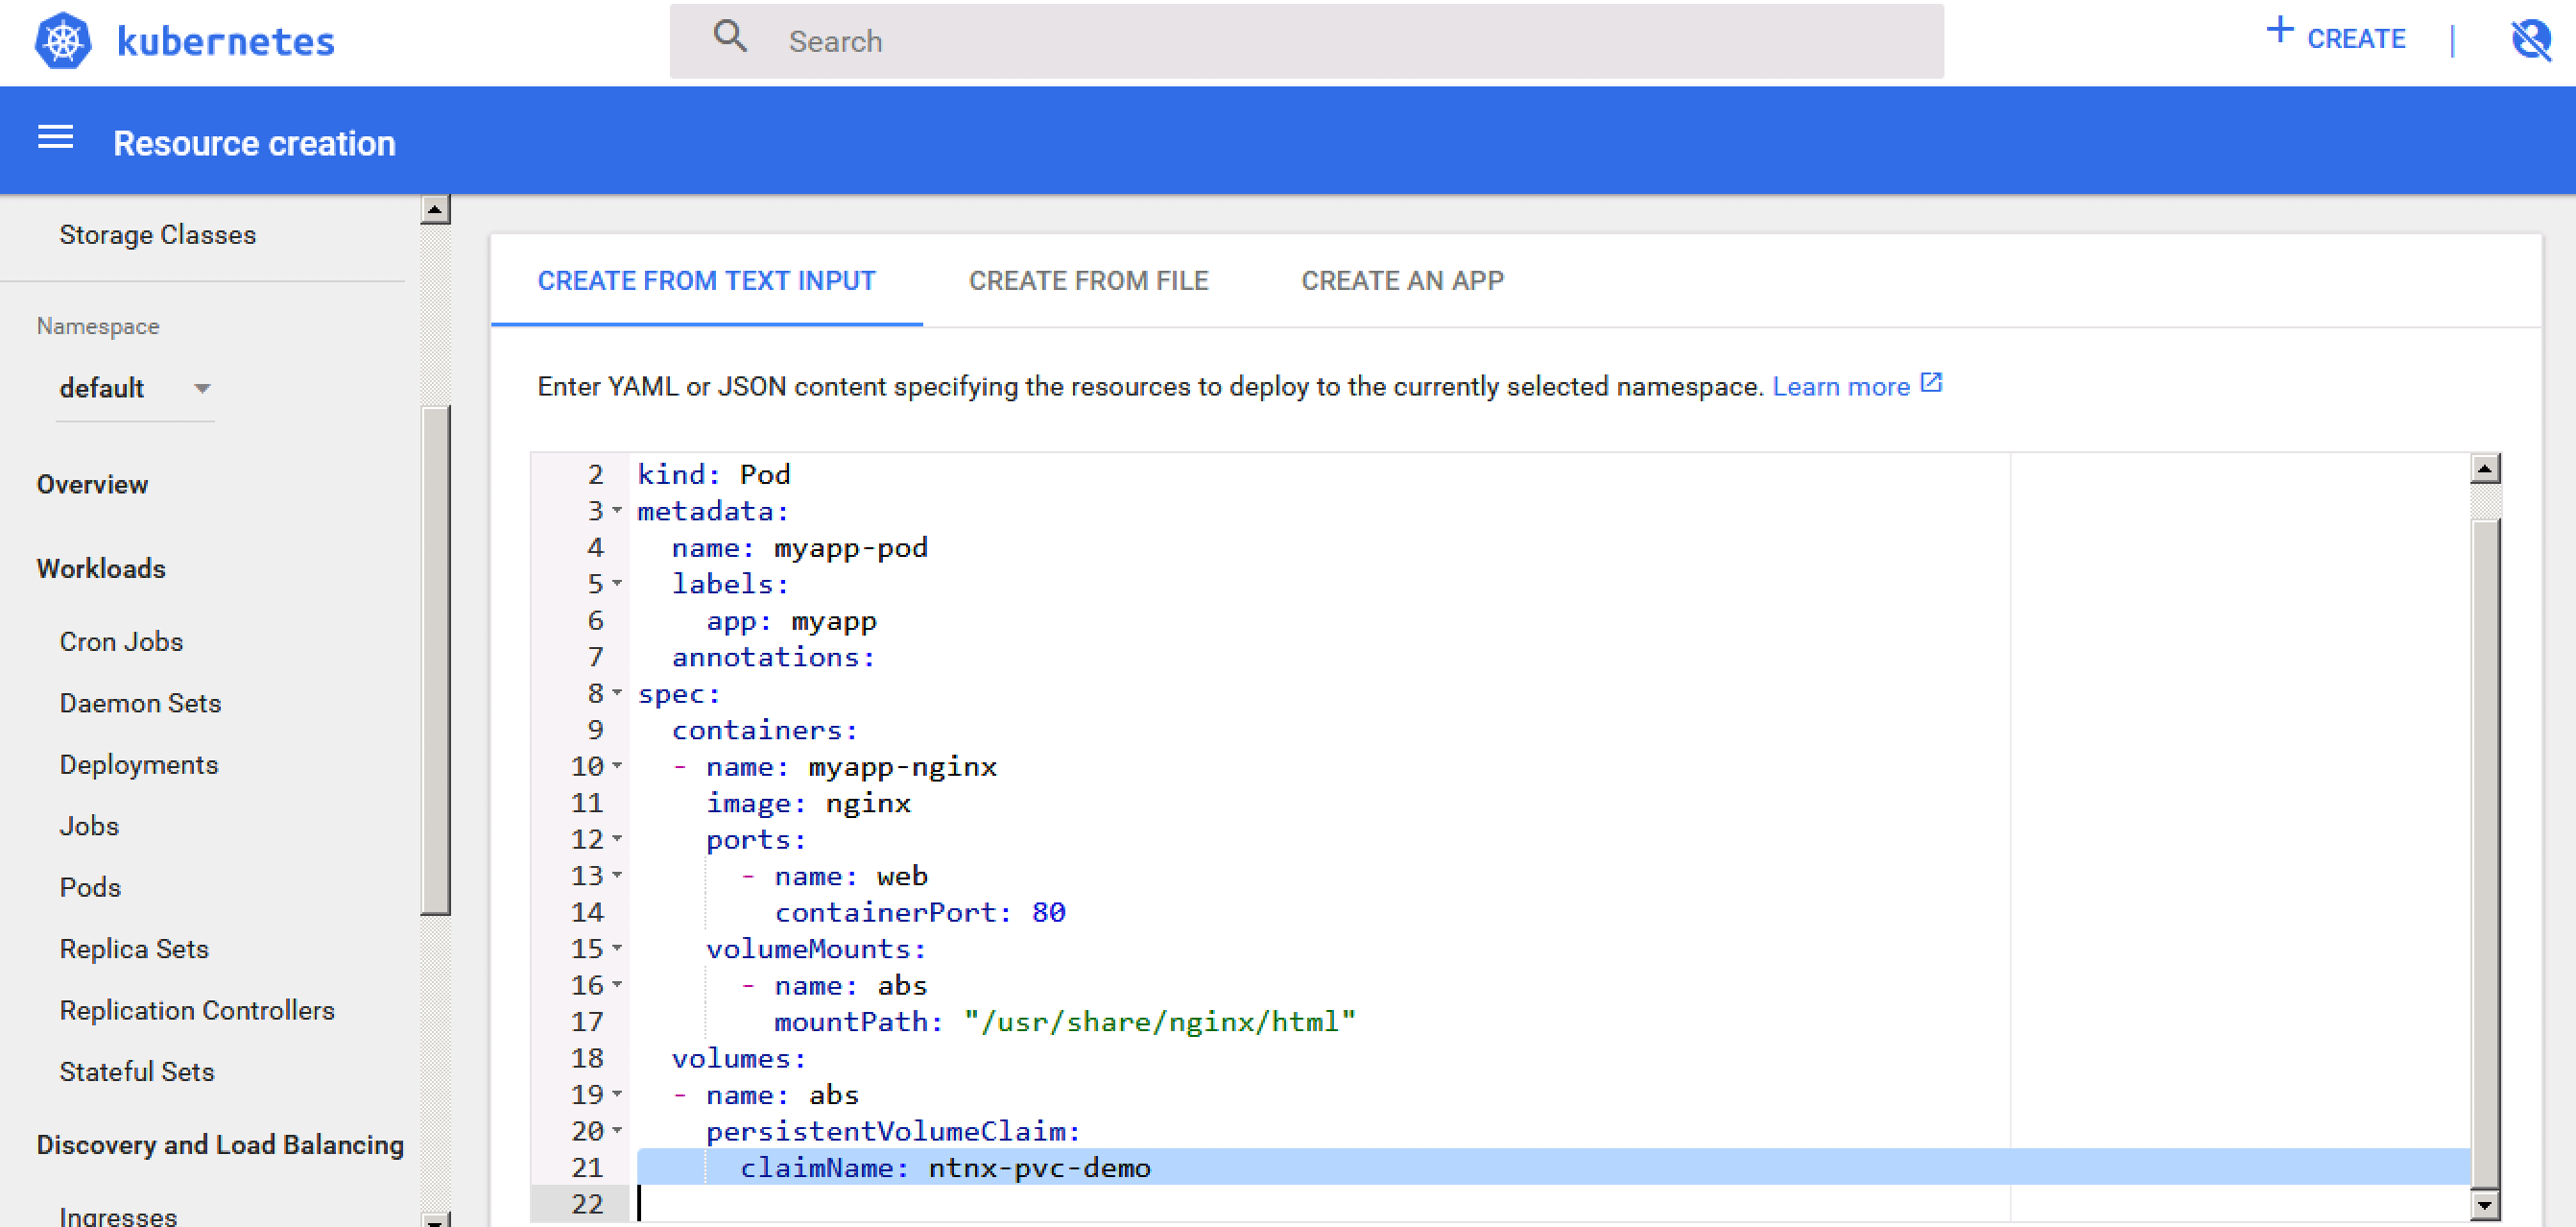 kubernetes
Search
+ CREATE |
Resource creation
Storage Classes
Namespace
default
Overview
Workloads
Cron Jobs
Daemon Sets
Deployments
Jobs
Pods
Replica Sets
Replication Controllers
Stateful Sets
Discovery and Load Balancing
Ingresses
CREATE FROM TEXT INPUT CREATE FROM FILE CREATE AN APP
Enter YAML or JSON content specifying the resources to deploy to the currently selected namespace. Learn more
2 kind: Pod
3 metadata:
4   name: myapp-pod
5   labels:
6     app: myapp
7   annotations:
8 spec:
9   containers:
10   - name: myapp-nginx
11     image: nginx
12     ports:
13       - name: web
14         containerPort: 80
15     volumeMounts:
16       - name: abs
17         mountPath: "/usr/share/nginx/html"
18   volumes:
19   - name: abs
20     persistentVolumeClaim:
21       claimName: ntnx-pvc-demo
22